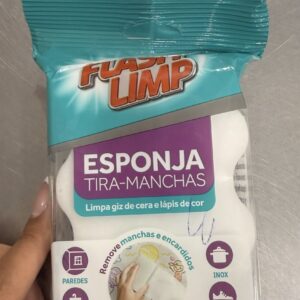 FLASH
LIMP
ESPONJA
TIRA-MANCHAS
Limpa giz de cera e lápis de cor
Remove manchas e encardidos
PAREDES
INOX